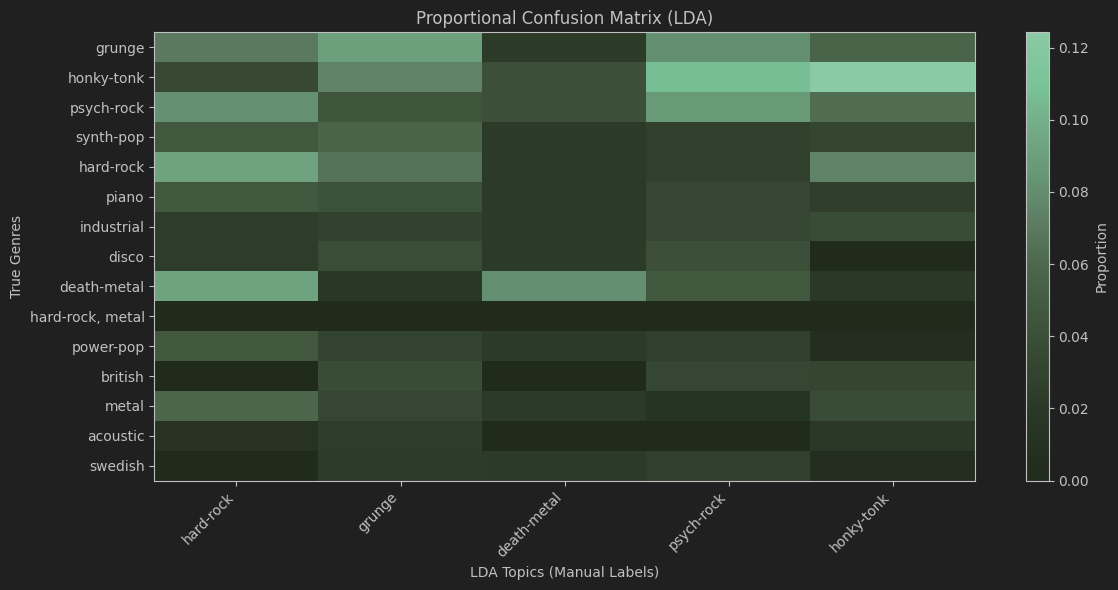 Proportional Confusion Matrix (LDA)
True Genres
grunge
honky-tonk
psych-rock
synth-pop
hard-rock
piano
industrial
disco
death-metal
hard-rock, metal
power-pop
british
metal
acoustic
swedish
hard-rock
grunge
death-metal
psych-rock
honky-tonk
LDA Topics (Manual Labels)
0.12
0.10
0.08
0.06
0.04
0.02
0.00
Proportion